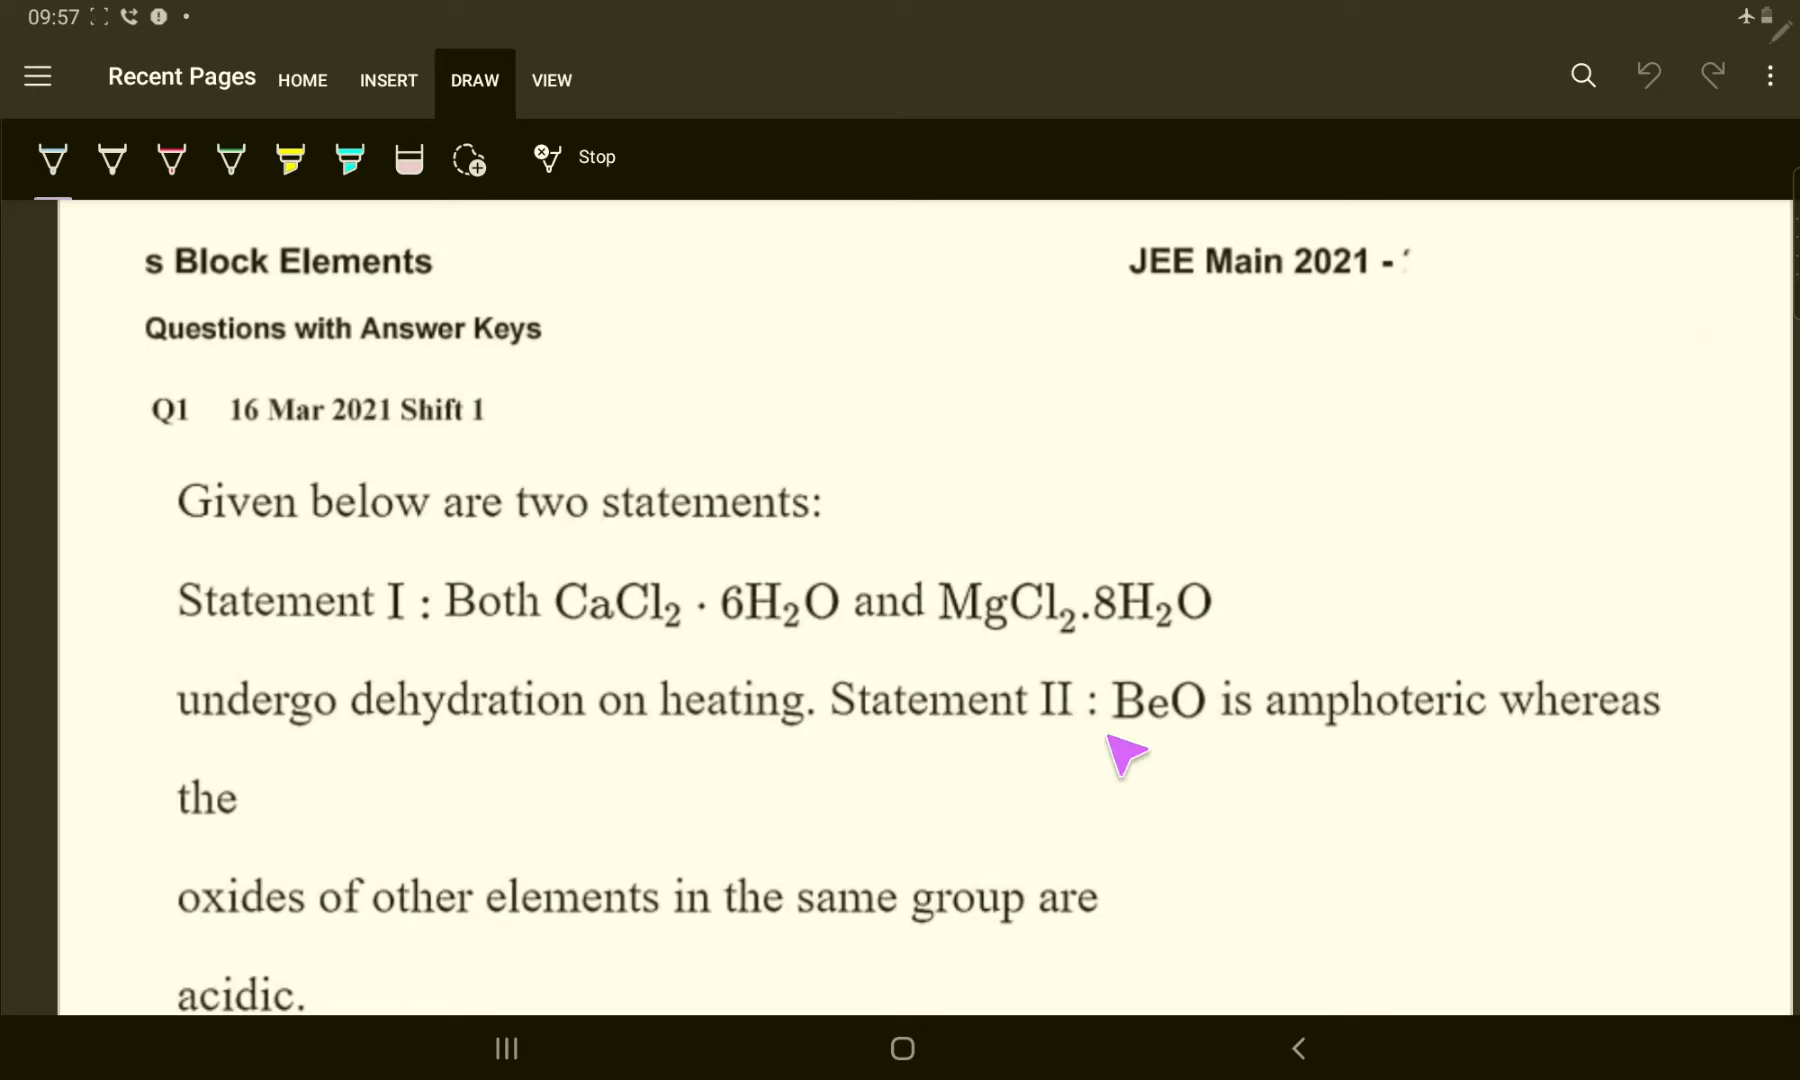 09:57
Recent Pages HOME INSERT DRAW VIEW
Stop
s Block Elements JEE Main 2021 -
Questions with Answer Keys
Q1 16 Mar 2021 Shift 1
Given below are two statements:
Statement I : Both CaCl₂ · 6H₂O and MgCl₂.8H₂O
undergo dehydration on heating. Statement II : BeO is amphoteric whereas
the
oxides of other elements in the same group are
acidic.